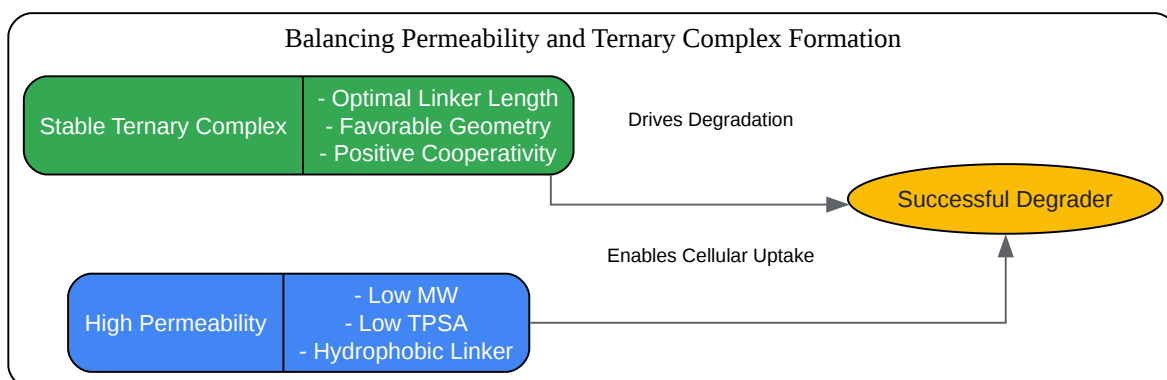 Balancing Permeability and Ternary Complex Formation
Stable Ternary Complex
- Optimal Linker Length
- Favorable Geometry
- Positive Cooperativity
Drives Degradation
Successful Degrader
Enables Cellular Uptake
High Permeability
- Low MW
- Low TPSA
- Hydrophobic Linker